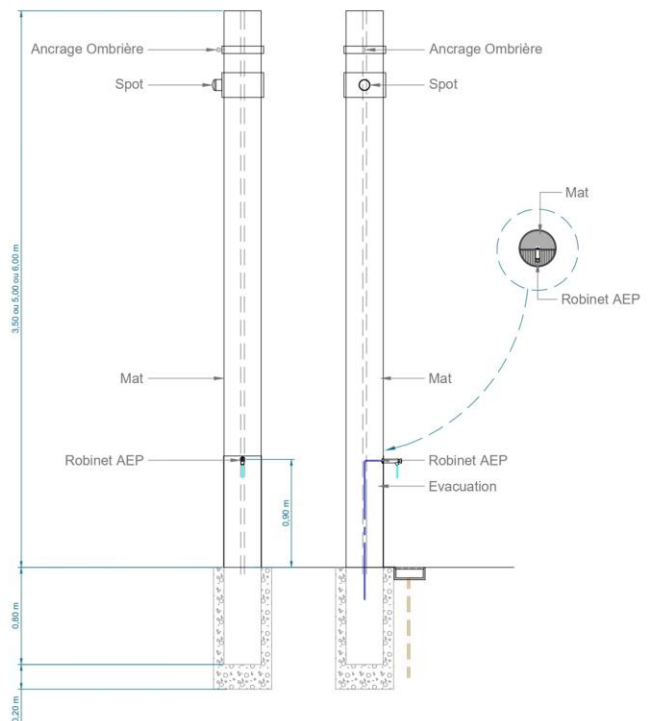 Ancrage Ombrière
Ancrage Ombrière
Spot
Spot
Mat
Robinet AEP
3,50 ou 5,00 ou 6,00 m
Mat
Mat
Robinet AEP
Robinet AEP
Evacuation
0,90 m
0,80 m
0,20 m